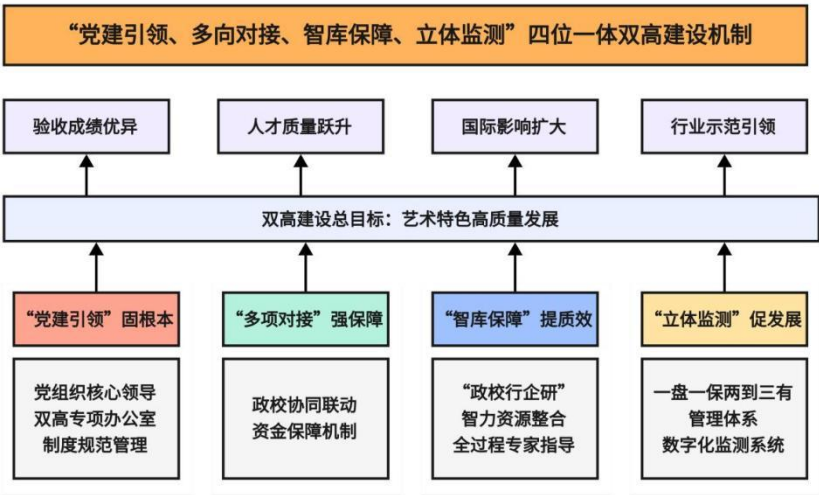 “党建引领、多向对接、智库保障、立体监测”四位一体双高建设机制
验收成绩优异
人才质量跃升
国际影响扩大
行业示范引领
双高建设总目标：艺术特色高质量发展
“党建引领”固根本
“多项对接”强保障
“智库保障”提质效
“立体监测”促发展
党组织核心领导
双高专项办公室
制度规范管理
政校协同联动
资金保障机制
“政校行企研”
智力资源整合
全过程专家指导
一盘一保两到三有
管理体系
数字化监测系统